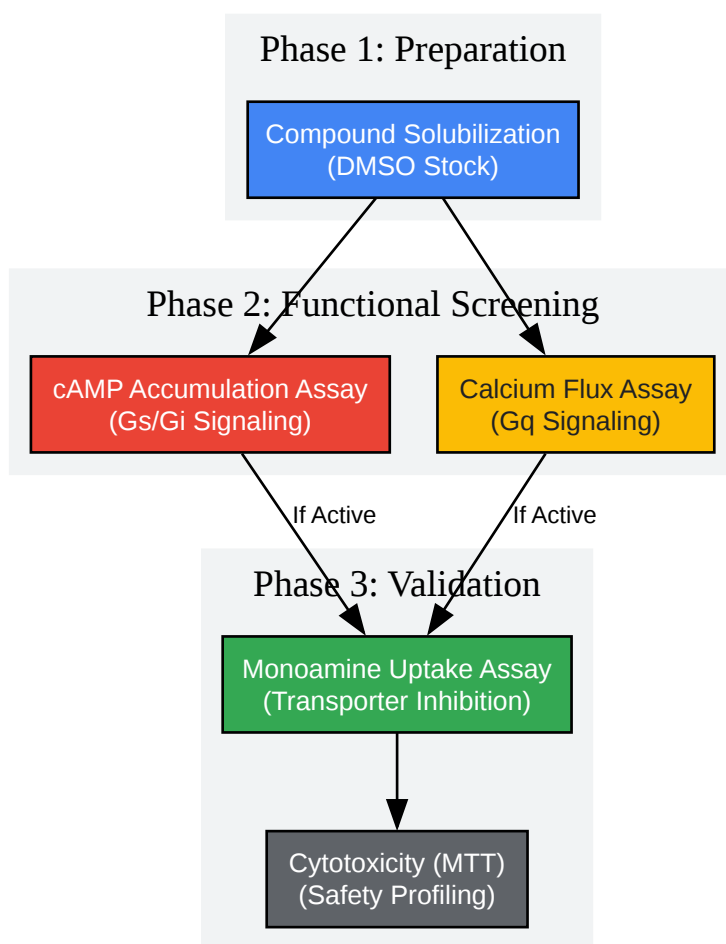 Phase 1: Preparation
Compound Solubilization
(DMSO Stock)
Phase 2: Functional Screening
cAMP Accumulation Assay
(Gs/Gi Signaling)
Calcium Flux Assay
(Gq Signaling)
If Active
If Active
Phase 3: Validation
Monoamine Uptake Assay
(Transporter Inhibition)
Cytotoxicity (MTT)
(Safety Profiling)